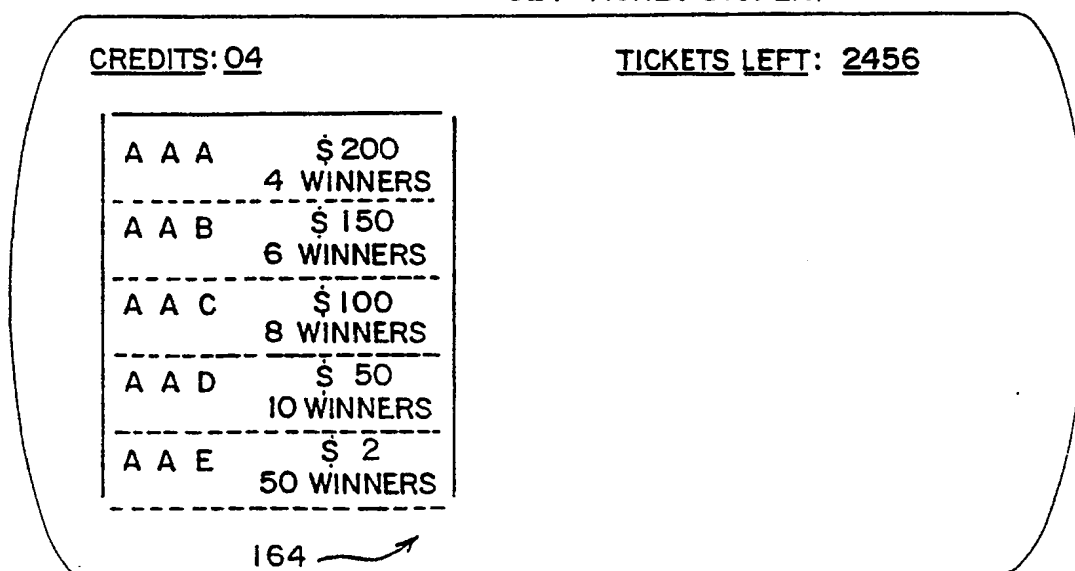 CREDITS: 04 TICKETS LEFT: 2456
A A A $ 200
4 WINNERS
A A B $ 150
6 WINNERS
A A C $ 100
8 WINNERS
A A D $ 50
10 WINNERS
A A E $ 2
50 WINNERS
164